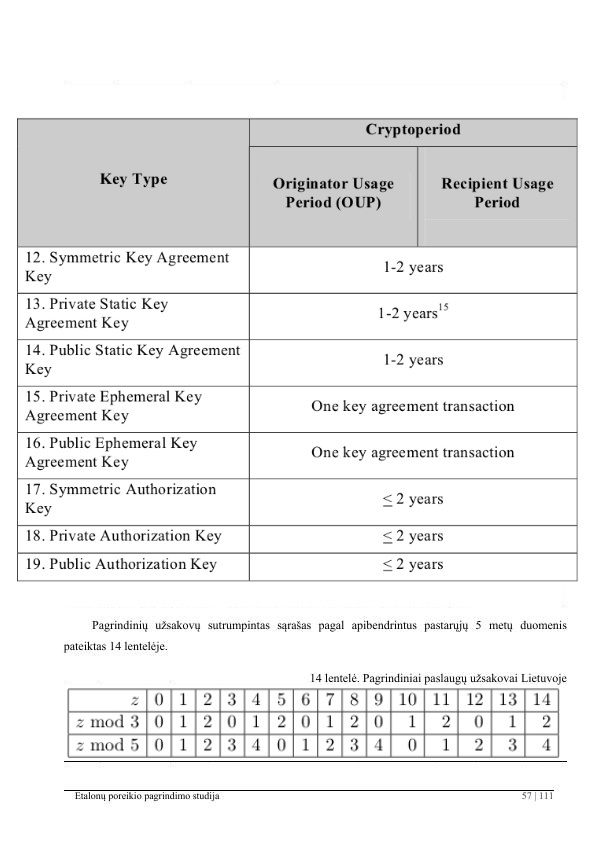 Key Type
Cryptoperiod
Originator Usage
Period (OUP)
Recipient Usage
Period
12. Symmetric Key Agreement
Key
1-2 years
13. Private Static Key
Agreement Key
1-2 years15
14. Public Static Key Agreement
Key
1-2 years
15. Private Ephemeral Key
Agreement Key
One key agreement transaction
16. Public Ephemeral Key
Agreement Key
One key agreement transaction
17. Symmetric Authorization
Key
≤ 2 years
18. Private Authorization Key
≤ 2 years
19. Public Authorization Key
≤ 2 years
Pagrindinių užsakovų sutrumpintas sąrašas pagal apibendrintus pastarųjų 5 metų duomenis
pateiktas 14 lentelėje.
14 lentelė. Pagrindiniai paslaugų užsakovai Lietuvoje
z 0 1 2 3 4 5 6 7 8 9 10 11 12 13 14
z mod 3 0 1 2 0 1 2 0 1 2 0 1 2 0 1 2
z mod 5 0 1 2 3 4 0 1 2 3 4 0 1 2 3 4
Etalonų poreikio pagrindimo studija
57 | 111